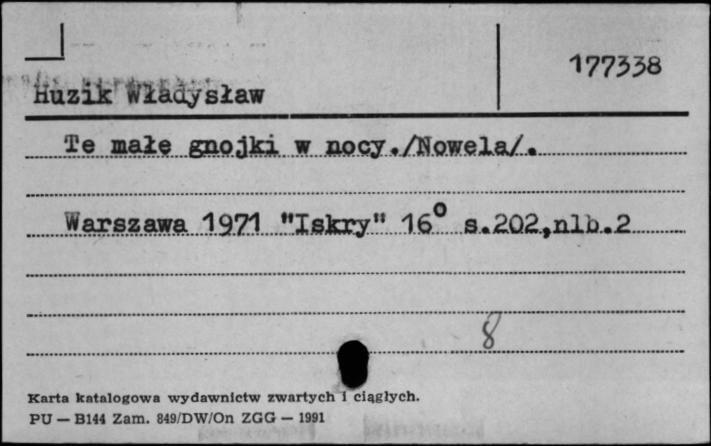 177338
Huzik Władysław
Te małe gnojki w nocy./Nowela/.
Warszawa 1971 "Iskry" 16° s.202,nlb.2
8
Karta katalogowa wydawnictw zwartych i ciągłych.
PU — B144 Zam. 849/DW/On ZGG — 1991